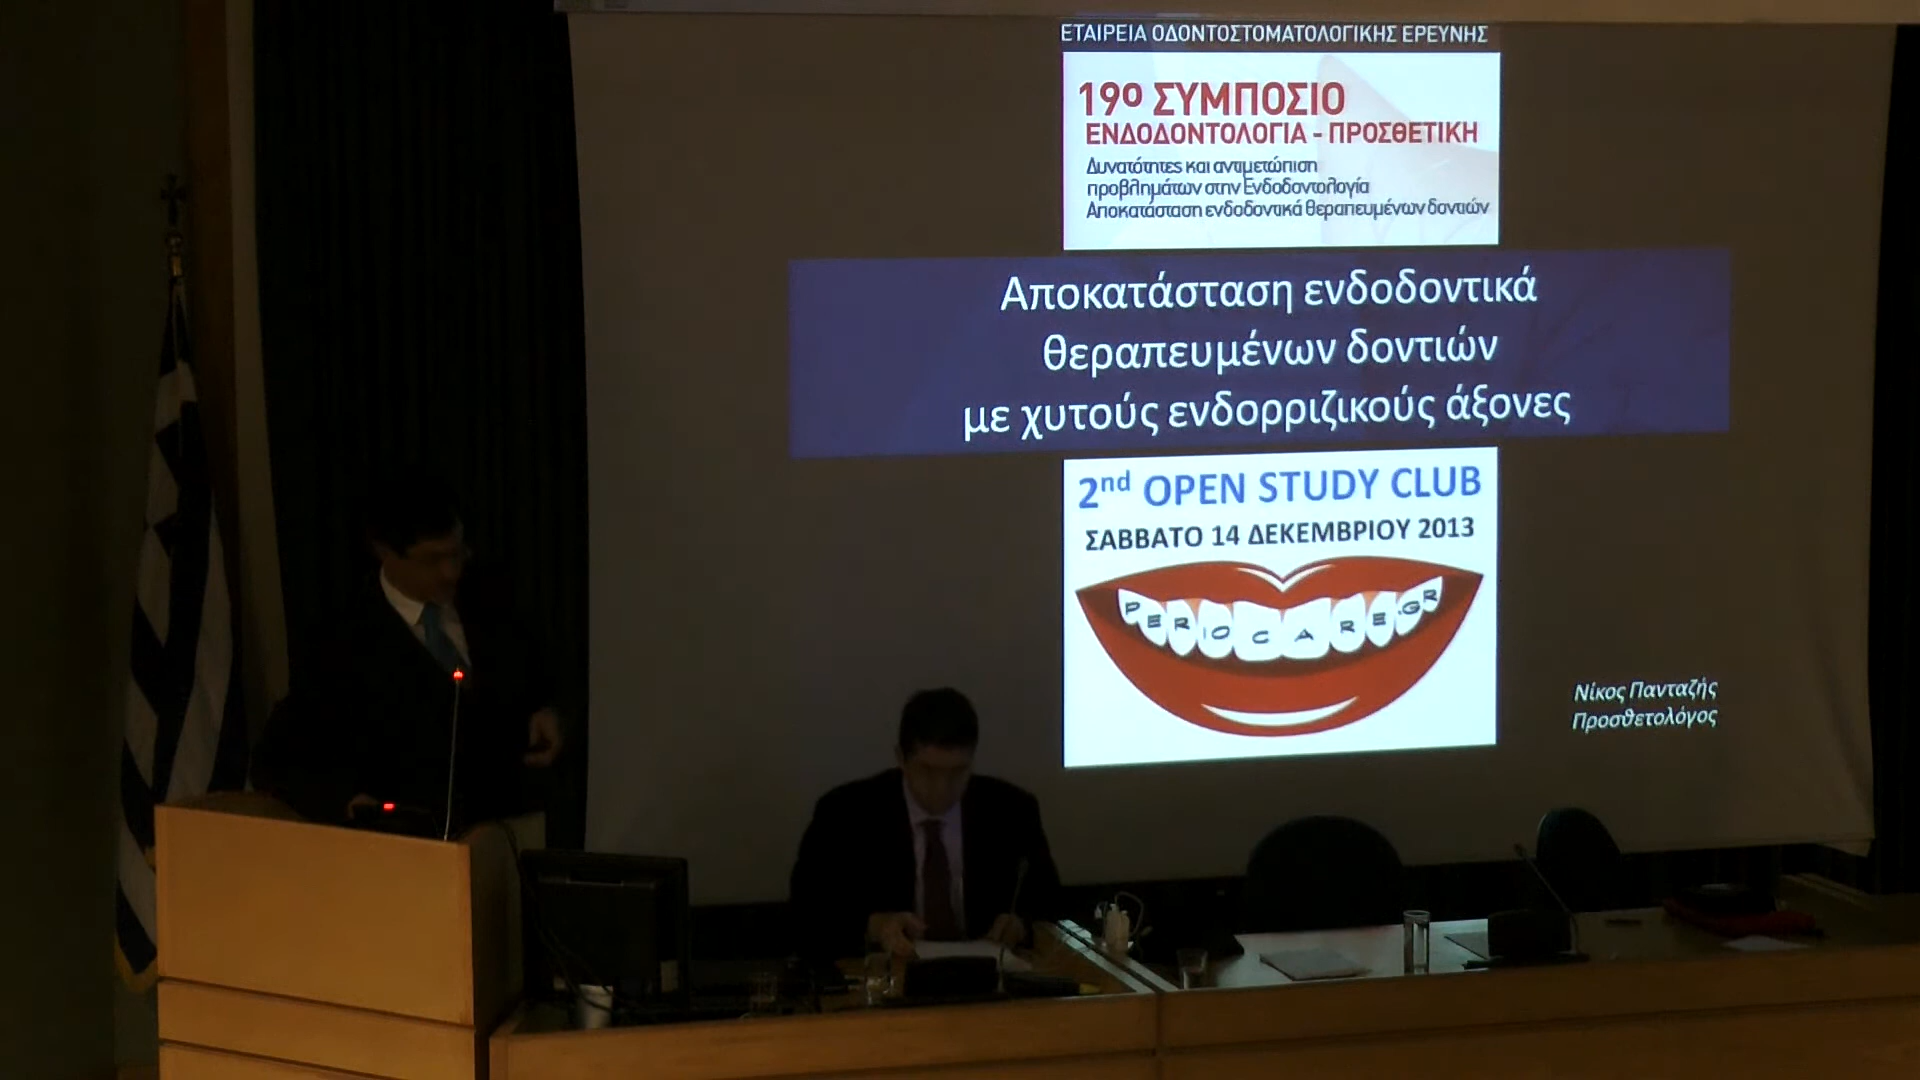 ΕΤΑΙΡΕΙΑ ΟΔΟΝΤΟΣΤΟΜΑΤΟΛΟΓΙΚΗΣ ΕΡΕΥΝΗΣ
19ο ΣΥΜΠΟΣΙΟ
ΕΝΔΟΔΟΝΤΟΛΟΓΙΑ - ΠΡΟΣΘΕΤΙΚΗ
Δυνατότητες και αντιμετώπιση
προβλημάτων στην Ενδοδοντολογία
Αποκατάσταση ενδοδοντικά θεραπευμένων δοντιών
Αποκατάσταση ενδοδοντικά
θεραπευμένων δοντιών
με χυτούς ενδορριζικούς άξονες
2nd OPEN STUDY CLUB
ΣΑΒΒΑΤΟ 14 ΔΕΚΕΜΒΡΙΟΥ 2013
PERIOCARE.GR
Νίκος Πανταζής
Προσθετολόγος